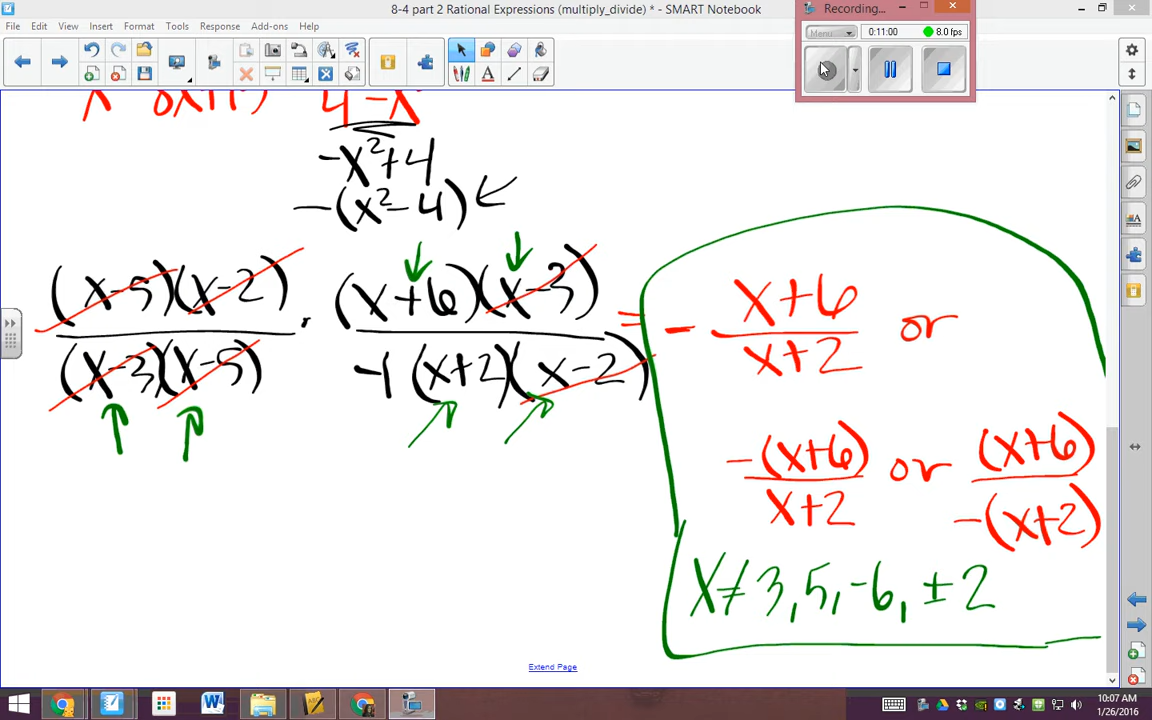 8-4 part 2 Rational Expressions (multiply_divide) * - SMART Notebook
Recording...
File Edit View Insert Format Tools Response Add-ons Help
Menu 0:11:00 8.0 fps
4 - x²
-x² + 4
-(x² - 4) ←
(x-5)(x-2) / (x-3)(x-5) · (x+6)(x-3) / -1(x+2)(x-2) = - x+6 / x+2 or
-(x+6) / x+2 or (x+6) / -(x+2)
x ≠ 3, 5, -6, ± 2
Extend Page
10:07 AM
1/26/2016